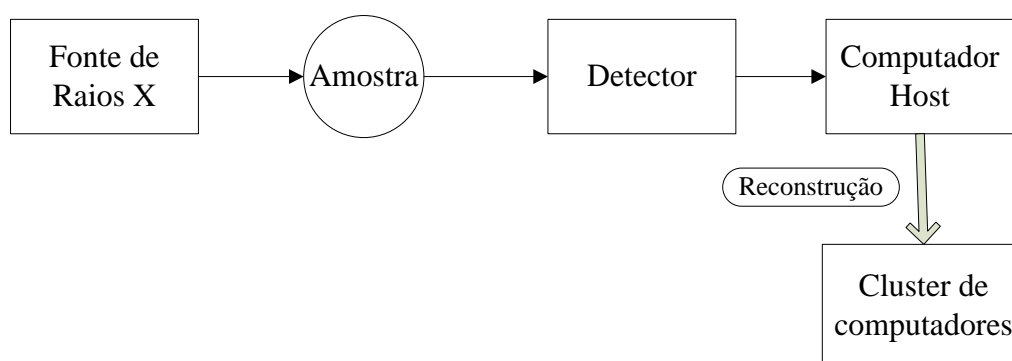 Fonte de
Raios X
Amostra
Detector
Computador
Host
Reconstrução
Cluster de
computadores